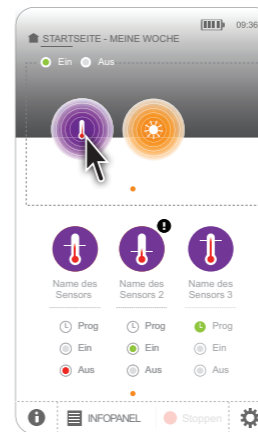 09:36
STARTSEITE - MEINE WOCHE
Ein Aus
!
Name des Name des Name des
Sensors Sensors 2 Sensors 3
Prog Prog Prog
Ein Ein Ein
Aus Aus Aus
i INFOPANEL Stoppen